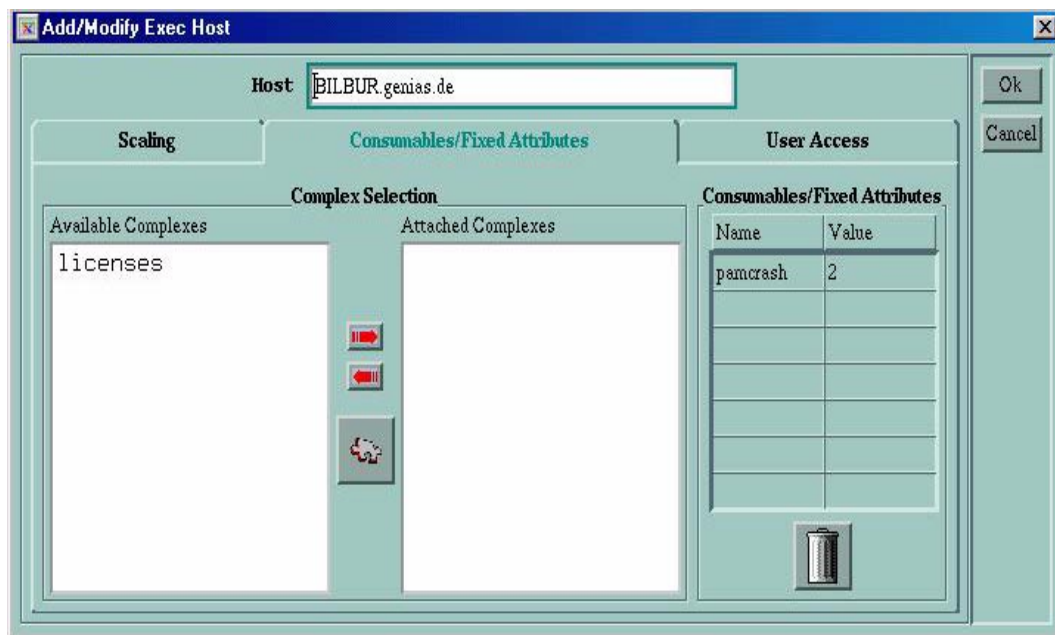 Add/Modify Exec Host
Host BILBUR.genias.de
Ok
Cancel
Scaling Consumables/Fixed Attributes User Access
Complex Selection
Available Complexes
licenses
Attached Complexes
Consumables/Fixed Attributes
Name Value
pamcrash 2